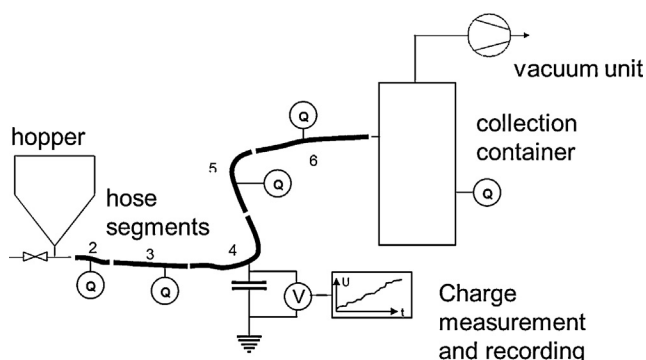 vacuum unit
hopper
Q
collection
container
5
6
hose
segments
Q
Q
2
3
4
Q
Q
V
U
t
Charge
measurement
and recording